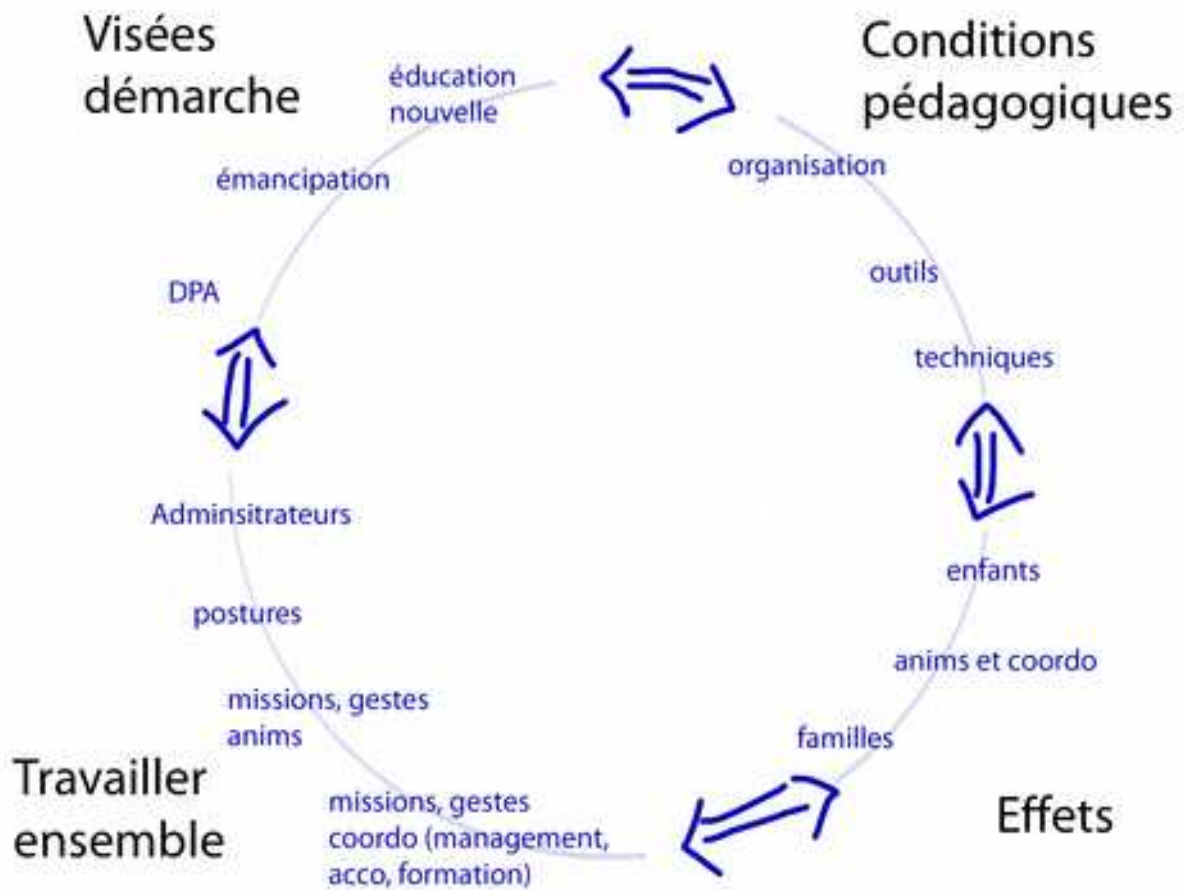 Visées
démarche
éducation
nouvelle
émancipation
DPA
Conditions
pédagogiques
organisation
outils
techniques
enfants
anims et coordo
familles
Effets
Adminsitrateurs
postures
missions, gestes
anims
missions, gestes
coordo (management,
acco, formation)
Travailler
ensemble